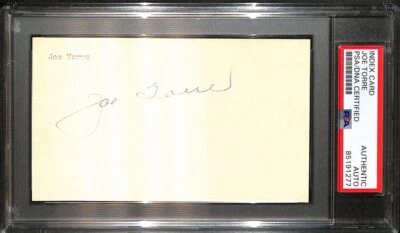 Joe Torre
Joe Torre
INDEX CARD
JOE TORRE
PSA/DNA CERTIFIED
PSA
AUTHENTIC
AUTO
85191277